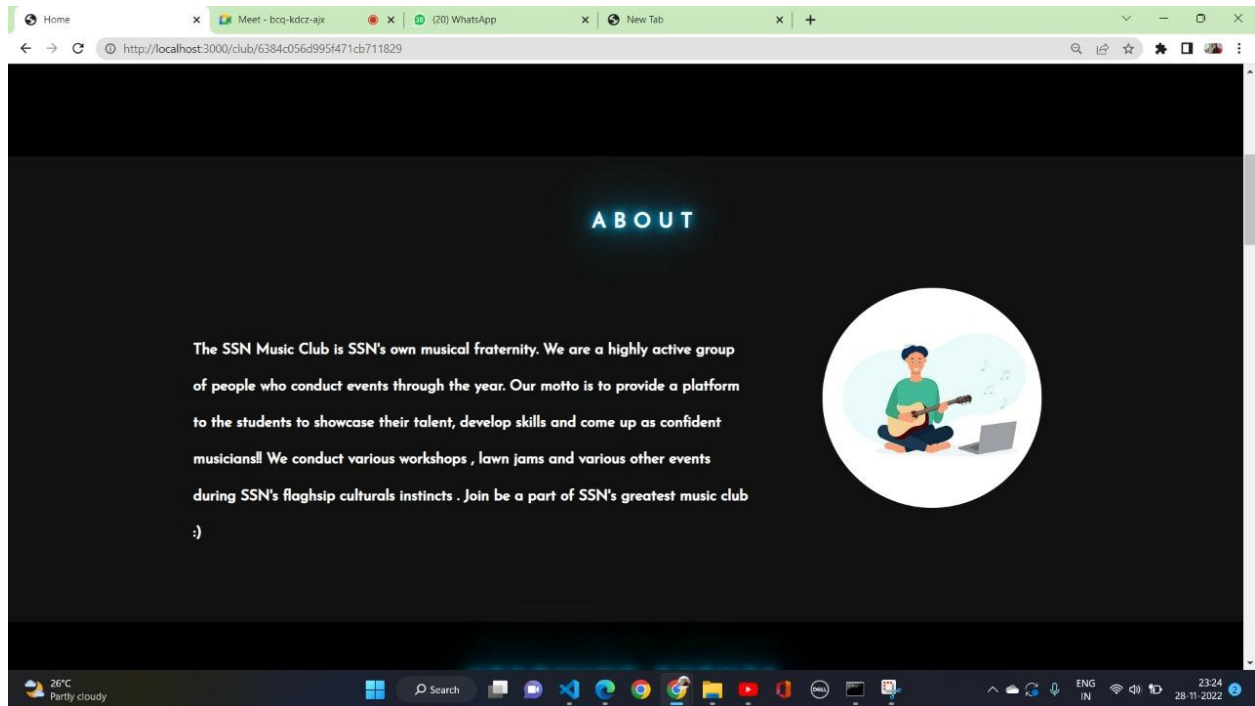 Home
Meet - bcq-kdcz-ajx
(20) WhatsApp
New Tab
http://localhost:3000/club/6384c056d995f471cb711829
ABOUT
The SSN Music Club is SSN's own musical fraternity. We are a highly active group
of people who conduct events through the year. Our motto is to provide a platform
to the students to showcase their talent, develop skills and come up as confident
musicians!! We conduct various workshops , lawn jams and various other events
during SSN's flaghsip culturals instincts . Join be a part of SSN's greatest music club
:)
26°C
Partly cloudy
Search
DELL
ENG
IN
23:24
28-11-2022
2